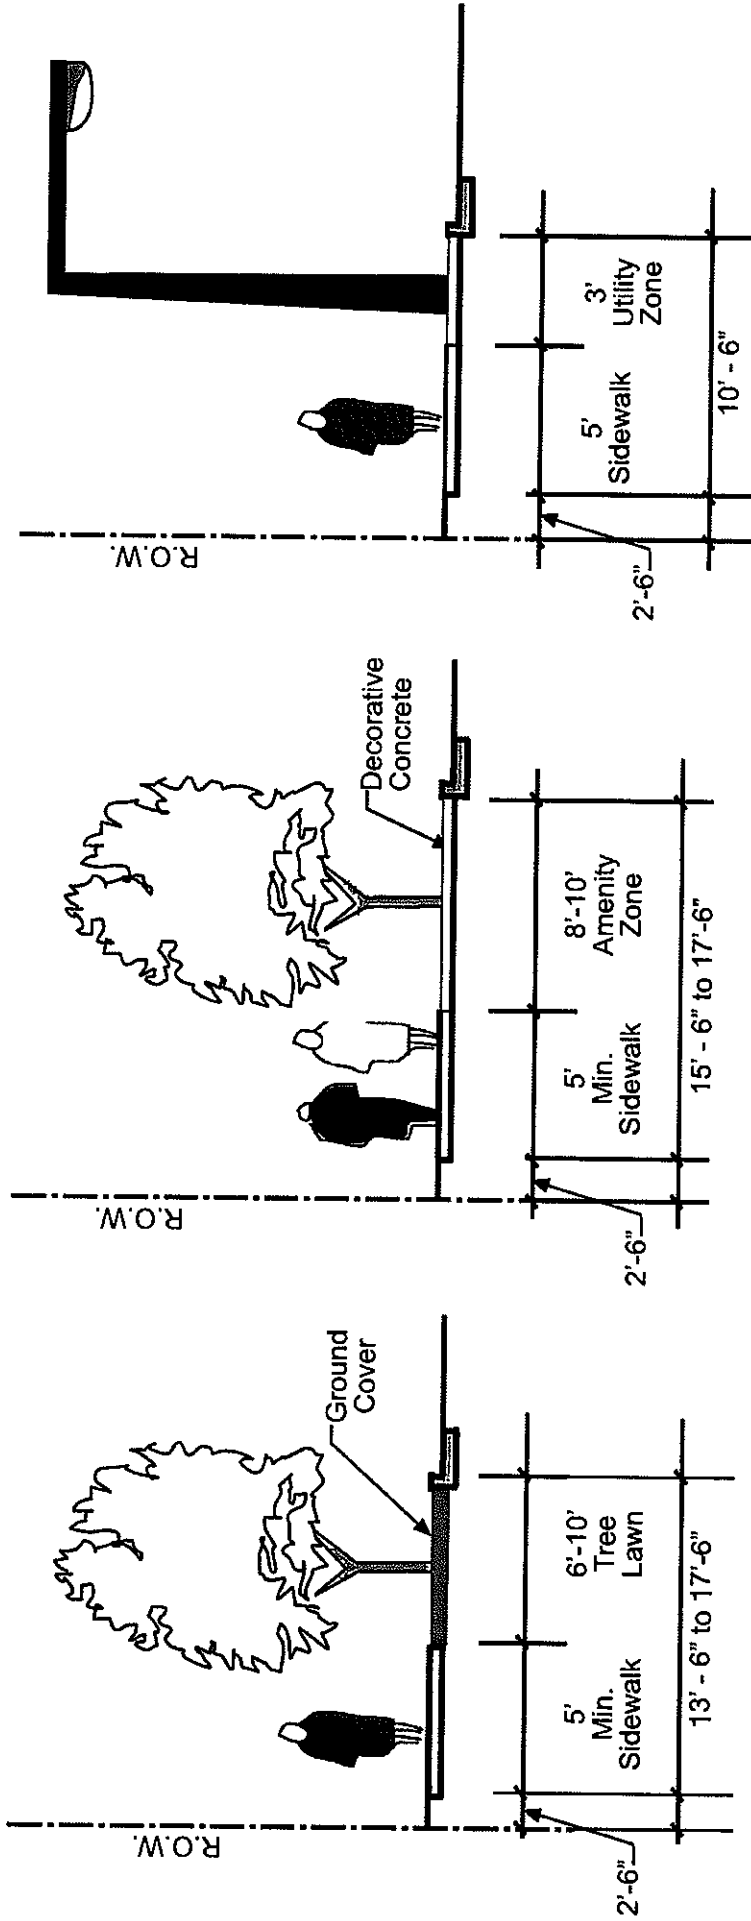 R.O.W.
Ground
Cover
2'-6"
5'
Min.
Sidewalk
6'-10'
Tree
Lawn
13' - 6" to 17'-6"
R.O.W.
Decorative
Concrete
2'-6"
5'
Min.
Sidewalk
8'-10'
Amenity
Zone
15' - 6" to 17'-6"
R.O.W.
2'-6"
5'
Sidewalk
3'
Utility
Zone
10' - 6"